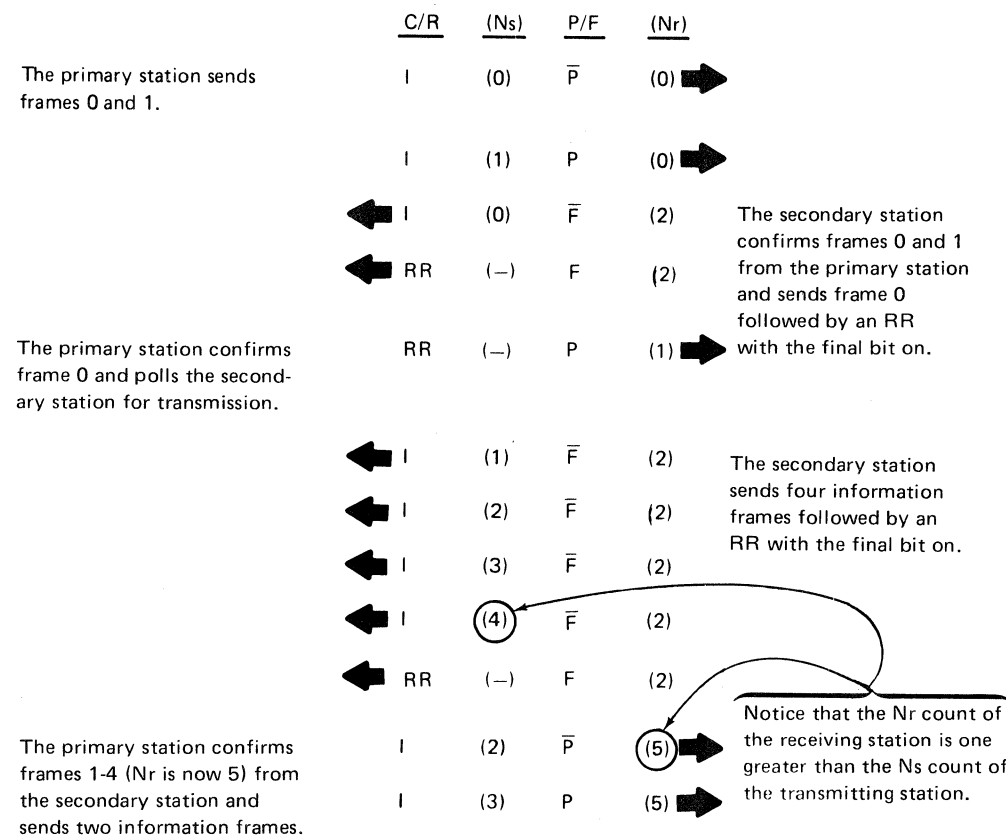 C/R (Ns) P/F (Nr)
The primary station sends
frames 0 and 1.
I (0) P̅ (0)
I (1) P (0)
I (0) F̅ (2)
RR (—) F (2)
The secondary station
confirms frames 0 and 1
from the primary station
and sends frame 0
followed by an RR
with the final bit on.
The primary station confirms
frame 0 and polls the second-
ary station for transmission.
RR (—) P (1)
I (1) F̅ (2)
I (2) F̅ (2)
I (3) F̅ (2)
I (4) F̅ (2)
RR (—) F (2)
The secondary station
sends four information
frames followed by an
RR with the final bit on.
The primary station confirms
frames 1-4 (Nr is now 5) from
the secondary station and
sends two information frames.
I (2) P̅ (5)
I (3) P (5)
Notice that the Nr count of
the receiving station is one
greater than the Ns count of
the transmitting station.